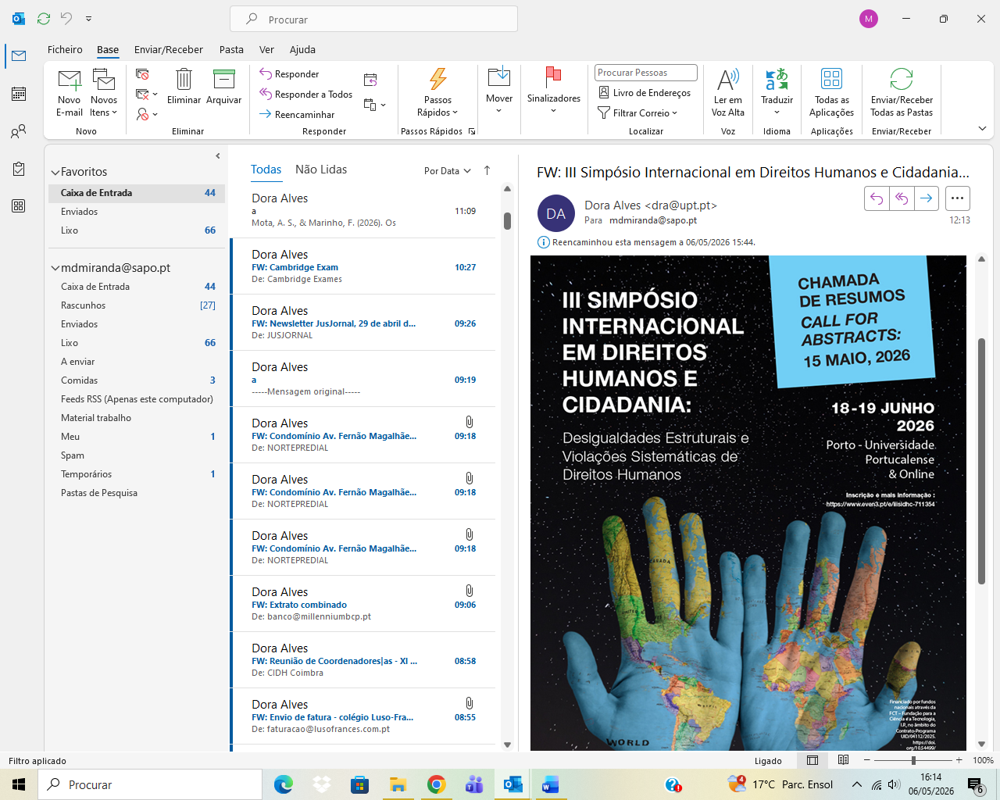 Procurar
M
Ficheiro Base Enviar/Receber Pasta Ver Ajuda
Novo E-mail
Novos Itens
Novo
Eliminar
Arquivar
Eliminar
Responder
Responder a Todos
Reencaminhar
Responder
Passos Rápidos
Passos Rápidos
Mover
Sinalizadores
Procurar Pessoas
Livro de Endereços
Filtrar Correio
Localizar
Ler em Voz Alta
Voz
Traduzir
Idioma
Todas as Aplicações
Aplicações
Enviar/Receber Todas as Pastas
Enviar/Receber
Favoritos
Caixa de Entrada 44
Enviados
Lixo 66
mdmiranda@sapo.pt
Caixa de Entrada 44
Rascunhos [27]
Enviados
Lixo 66
A enviar
Comidas 3
Feeds RSS (Apenas este computador)
Material trabalho
Meu 1
Spam
Temporários 1
Pastas de Pesquisa
Todas Não Lidas Por Data
Dora Alves
a 11:09
Mota, A. S., & Marinho, F. (2026). Os
Dora Alves
FW: Cambridge Exam 10:27
De: Cambridge Exames
Dora Alves
FW: Newsletter JusJornal, 29 de abril d... 09:26
De: JUSJORNAL
Dora Alves
a 09:19
-----Mensagem original-----
Dora Alves
FW: Condomínio Av. Fernão Magalhãe... 09:18
De: NORTEPREDIAL
Dora Alves
FW: Condomínio Av. Fernão Magalhãe... 09:18
De: NORTEPREDIAL
Dora Alves
FW: Condomínio Av. Fernão Magalhãe... 09:18
De: NORTEPREDIAL
Dora Alves
FW: Extrato combinado 09:06
De: banco@millenniumbcp.pt
Dora Alves
FW: Reunião de Coordenadores|as - XI ... 08:58
De: CIDH Coimbra
Dora Alves
FW: Envio de fatura - colégio Luso-Fra... 08:55
De: faturacao@lusofrances.com.pt
FW: III Simpósio Internacional em Direitos Humanos e Cidadania...
DA
Dora Alves <dra@upt.pt>
Para mdmiranda@sapo.pt 12:13
Reencaminhou esta mensagem a 06/05/2026 15:44.
III SIMPÓSIO
INTERNACIONAL
EM DIREITOS
HUMANOS E
CIDADANIA:
Desigualdades Estruturais e
Violações Sistemáticas de
Direitos Humanos
CHAMADA
DE RESUMOS
CALL FOR
ABSTRACTS:
15 MAIO, 2026
18-19 JUNHO
2026
Porto - Universidade
Portucalense
& Online
Inscrição e mais informação :
https://www.even3.pt/e/iiisidhc-711354
CANADA
WORLD
Financiado por fundos
nacionais através da
FCT – Fundação para a
Ciência e a Tecnologia,
I.P., no âmbito do
Contrato-Programa
UID/04112/2025.
https://doi.
org/10.54499/
Filtro aplicado
Ligado
100%
Procurar
4
17°C Parc. Ensol
16:14
06/05/2026
6